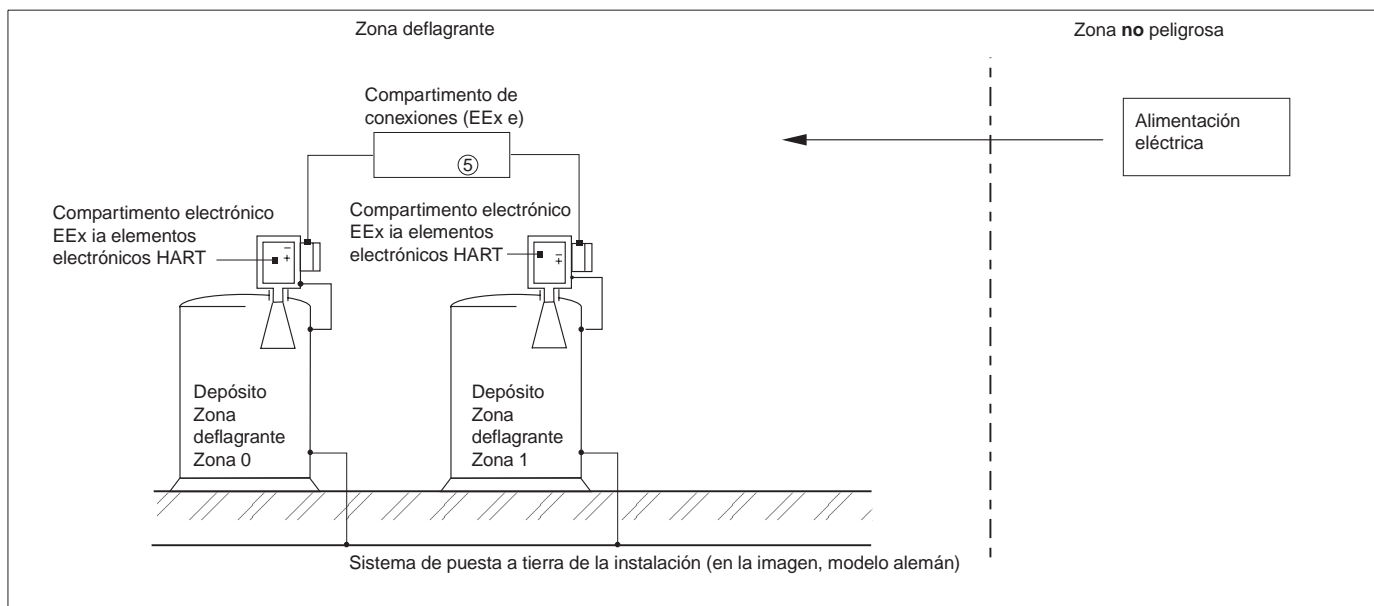 Zona deflagrante
Zona no peligrosa
Compartimento de
conexiones (EEx e)
5
Alimentación
eléctrica
Compartimento electrónico
EEx ia elementos
electrónicos HART
- +
Compartimento electrónico
EEx ia elementos
electrónicos HART
+ -
Depósito
Zona
deflagrante
Zona 0
Depósito
Zona
deflagrante
Zona 1
Sistema de puesta a tierra de la instalación (en la imagen, modelo alemán)